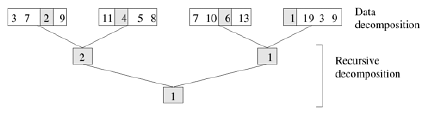 3 7 2 9 11 4 5 8 7 10 6 13 1 19 3 9 Data
decomposition
2 1 Recursive
decomposition
1